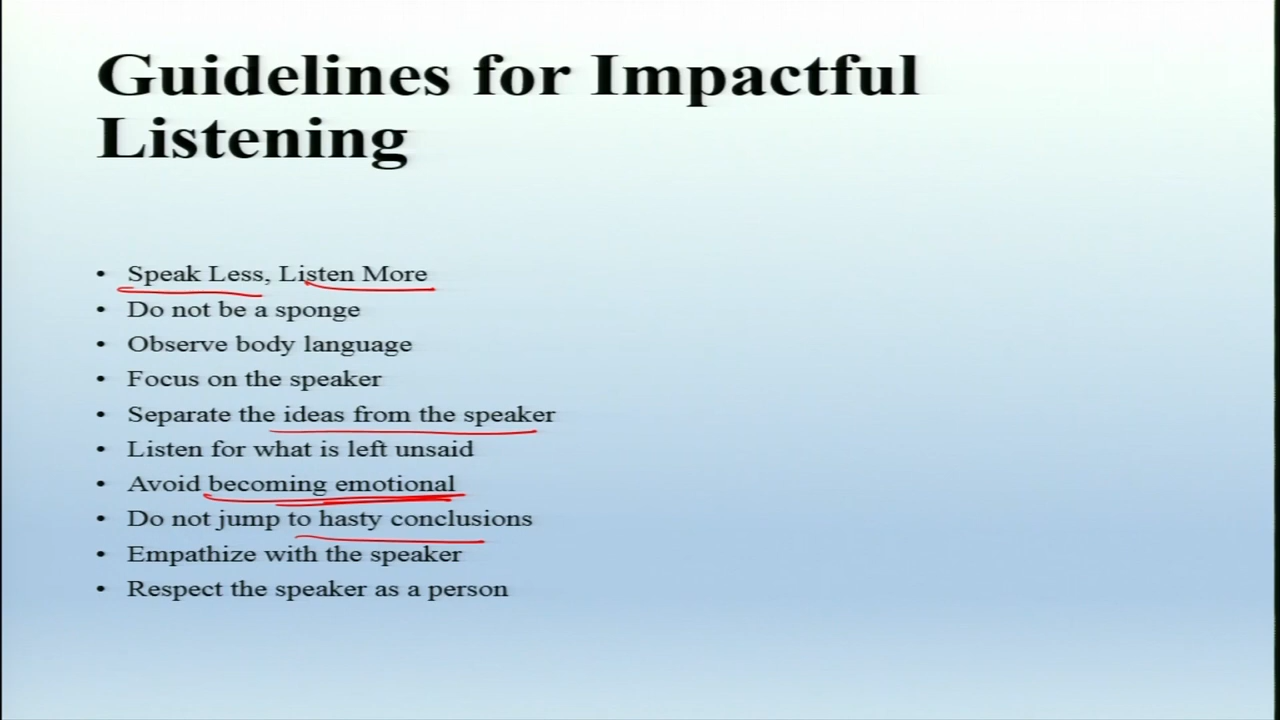 Guidelines for Impactful
Listening
• Speak Less, Listen More
• Do not be a sponge
• Observe body language
• Focus on the speaker
• Separate the ideas from the speaker
• Listen for what is left unsaid
• Avoid becoming emotional
• Do not jump to hasty conclusions
• Empathize with the speaker
• Respect the speaker as a person